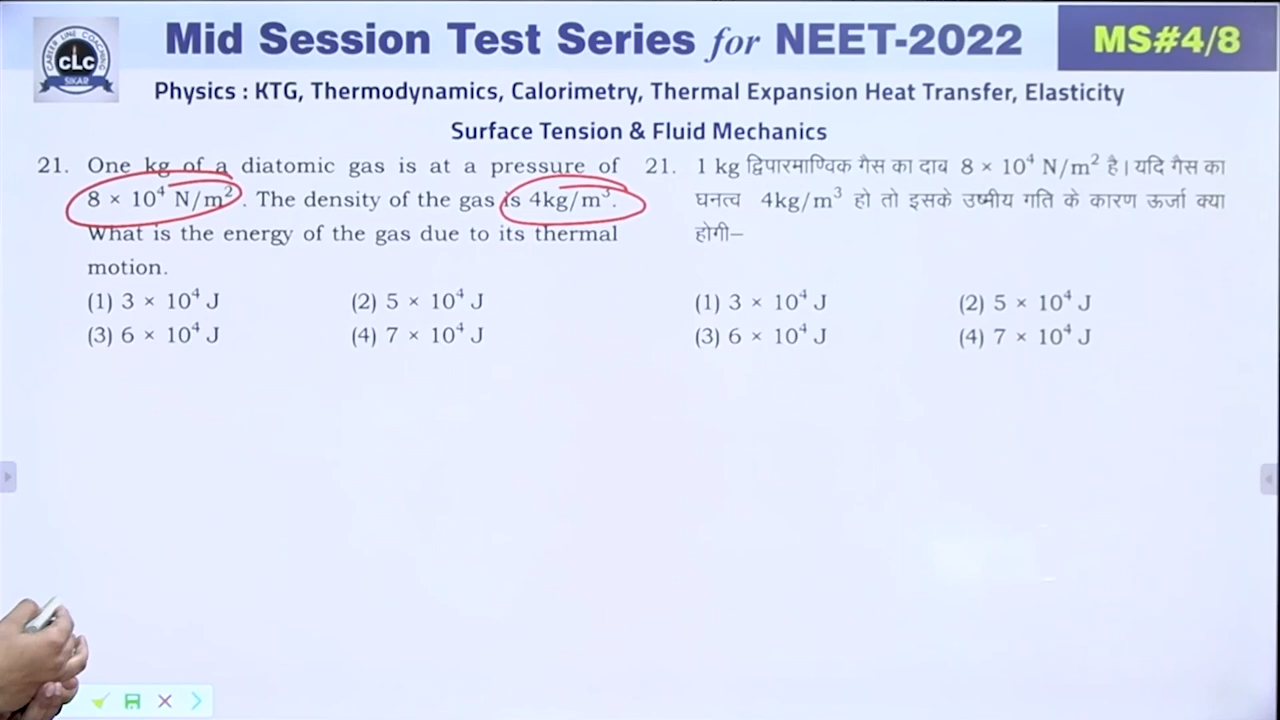 CAREER LINE COACHING
CLC
SIKAR
Mid Session Test Series for NEET-2022
MS#4/8
Physics : KTG, Thermodynamics, Calorimetry, Thermal Expansion Heat Transfer, Elasticity
Surface Tension & Fluid Mechanics
21. One kg of a diatomic gas is at a pressure of
8 × 10⁴ N/m². The density of the gas is 4kg/m³.
What is the energy of the gas due to its thermal
motion.
(1) 3 × 10⁴ J (2) 5 × 10⁴ J
(3) 6 × 10⁴ J (4) 7 × 10⁴ J
21. 1 kg द्विपारमाण्विक गैस का दाब 8 × 10⁴ N/m² है। यदि गैस का
घनत्व 4kg/m³ हो तो इसके उष्मीय गति के कारण ऊर्जा क्या
होगी–
(1) 3 × 10⁴ J (2) 5 × 10⁴ J
(3) 6 × 10⁴ J (4) 7 × 10⁴ J